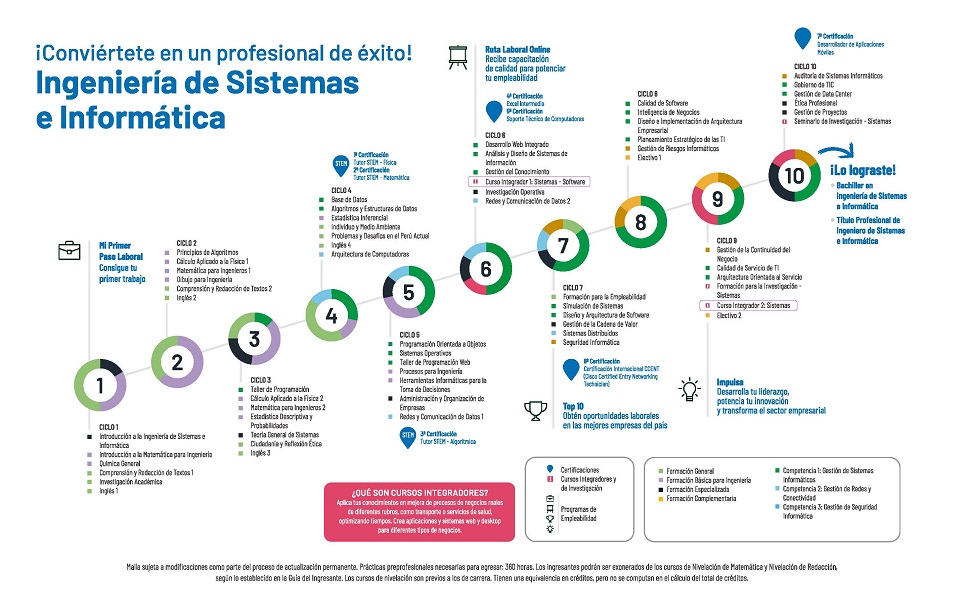 ¡Conviértete en un profesional de éxito!
Ingeniería de Sistemas
e Informática
Mi Primer
Paso Laboral
Consigue tu
primer trabajo
1
CICLO 1
Introducción a la Ingeniería de Sistemas e
Informática
Introducción a la Matemática para Ingeniería
Química General
Comprensión y Redacción de Textos 1
Investigación Académica
Inglés 1
CICLO 2
Principios de Algoritmos
Cálculo Aplicado a la Física 1
Matemática para Ingenieros 1
Dibujo para Ingeniería
Comprensión y Redacción de Textos 2
Inglés 2
2
3
CICLO 3
Taller de Programación
Cálculo Aplicado a la Física 2
Matemática para Ingenieros 2
Estadística Descriptiva y
Probabilidades
Teoría General de Sistemas
Ciudadanía y Reflexión Ética
Inglés 3
STEM
1ª Certificación
Tutor STEM - Física
2ª Certificación
Tutor STEM - Matemática
CICLO 4
Base de Datos
Algoritmos y Estructuras de Datos
Estadística Inferencial
Individuo y Medio Ambiente
Problemas y Desafíos en el Perú Actual
Inglés 4
Arquitectura de Computadoras
4
5
CICLO 5
Programación Orientada a Objetos
Sistemas Operativos
Taller de Programación Web
Procesos para Ingeniería
Herramientas Informáticas para la
Toma de Decisiones
Administración y Organización de
Empresas
Redes y Comunicación de Datos 1
STEM
3ª Certificación
Tutor STEM - Algorítmica
Ruta Laboral Online
Recibe capacitación
de calidad para potenciar
tu empleabilidad
4ª Certificación
Excel Intermedio
5ª Certificación
Soporte Técnico de Computadoras
CICLO 6
Desarrollo Web Integrado
Análisis y Diseño de Sistemas de
Información
Gestión del Conocimiento
Curso Integrador 1: Sistemas - Software
Investigación Operativa
Redes y Comunicación de Datos 2
6
7
CICLO 7
Formación para la Empleabilidad
Simulación de Sistemas
Diseño y Arquitectura de Software
Gestión de la Cadena de Valor
Sistemas Distribuidos
Seguridad Informática
6ª Certificación
Certificación Internacional CCENT
(Cisco Certified Entry Networking
Technician)
Top 10
Obtén oportunidades laborales
en las mejores empresas del país
CICLO 8
Calidad de Software
Inteligencia de Negocios
Diseño e Implementación de Arquitectura
Empresarial
Planeamiento Estratégico de las TI
Gestión de Riesgos Informáticos
Electivo 1
8
9
CICLO 9
Gestión de la Continuidad del
Negocio
Calidad de Servicio de TI
Arquitectura Orientada al Servicio
Formación para la Investigación -
Sistemas
Curso Integrador 2: Sistemas
Electivo 2
Impulsa
Desarrolla tu liderazgo,
potencia tu innovación
y transforma el sector empresarial
7ª Certificación
Desarrollador de Aplicaciones
Móviles
CICLO 10
Auditoría de Sistemas Informáticos
Gobierno de TIC
Gestión de Data Center
Ética Profesional
Gestión de Proyectos
Seminario de Investigación - Sistemas
10
¡Lo lograste!
• Bachiller en
Ingeniería de Sistemas
e Informática
• Título Profesional de
Ingeniero de Sistemas
e Informática
¿QUÉ SON CURSOS INTEGRADORES?
Aplica tus conocimientos en mejora de procesos de negocios reales
de diferentes rubros, como transporte o servicios de salud,
optimizando tiempos. Crea aplicaciones y sistemas web y desktop
para diferentes tipos de negocios.
Certificaciones
Cursos Integradores y
de Investigación
Programas de
Empleabilidad
Formación General
Formación Básica para Ingeniería
Formación Especializada
Formación Complementaria
Competencia 1: Gestión de Sistemas
Informáticos
Competencia 2: Gestión de Redes y
Conectividad
Competencia 3: Gestión de Seguridad
Informática
Malla sujeta a modificaciones como parte del proceso de actualización permanente. Prácticas preprofesionales necesarias para egresar: 360 horas. Los ingresantes podrán ser exonerados de los cursos de Nivelación de Matemática y Nivelación de Redacción,
según lo establecido en la Guía del Ingresante. Los cursos de nivelación son previos a los de carrera. Tienen una equivalencia en créditos, pero no se computan en el cálculo del total de créditos.